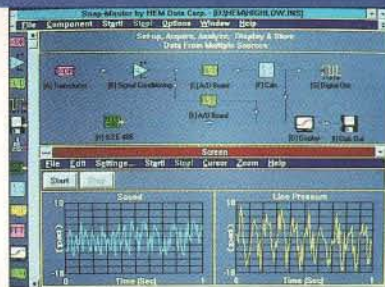 Snap-Master by HEM Data Corp. - [D:\HEM\HIGHLOW.INS]
File Component Start! Stop! Options Window Help
Set-up, Acquire, Analyze, Display & Store
Data From Multiple Sources
[A] Transducer [B] Signal Conditioning [C] A/D Board [F] Calc [G] Digital Out
A/D Board
IEEE-488 [D] Display Disk Out
Screen
File Edit Settings... Start! Stop! Cursor Zoom Help
Start Stop
Sound Line Pressure
10 10
-10 -10
0 Time (Sec) 1 0 Time (Sec) 1